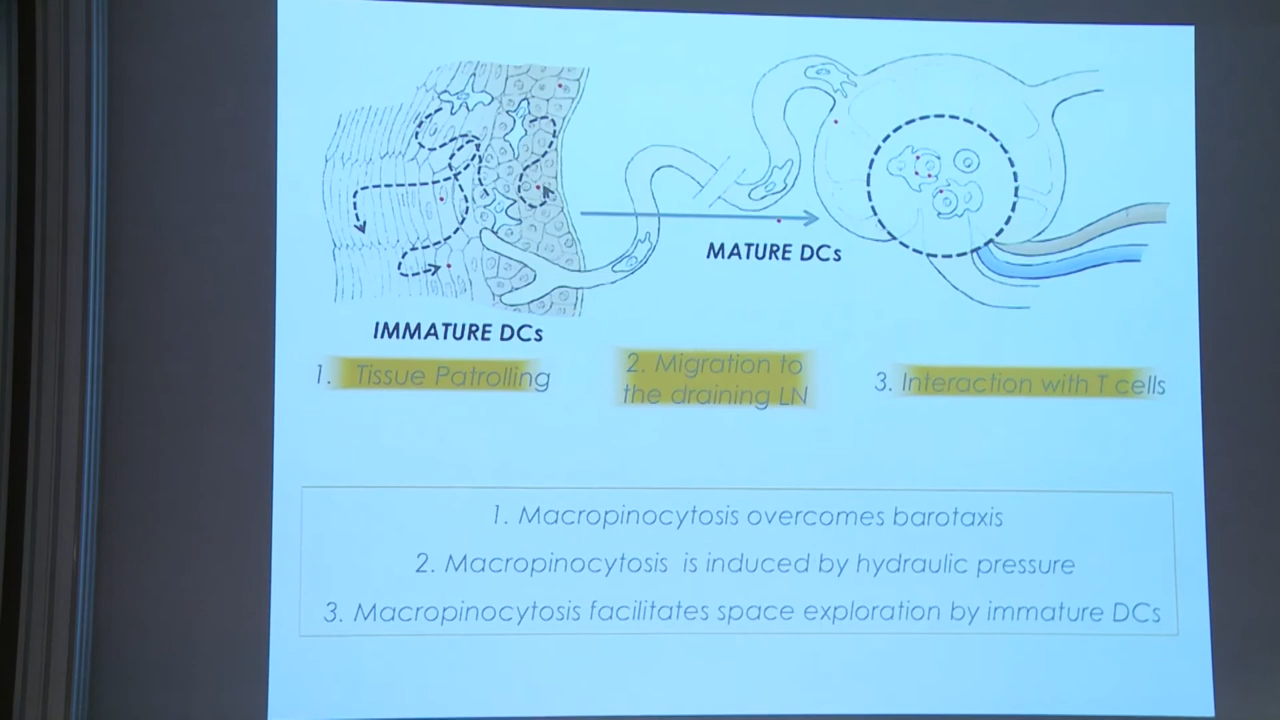 MATURE DCs
IMMATURE DCs
1. Tissue Patrolling
2. Migration to
the draining LN
3. Interaction with T cells
1. Macropinocytosis overcomes barotaxis
2. Macropinocytosis is induced by hydraulic pressure
3. Macropinocytosis facilitates space exploration by immature DCs